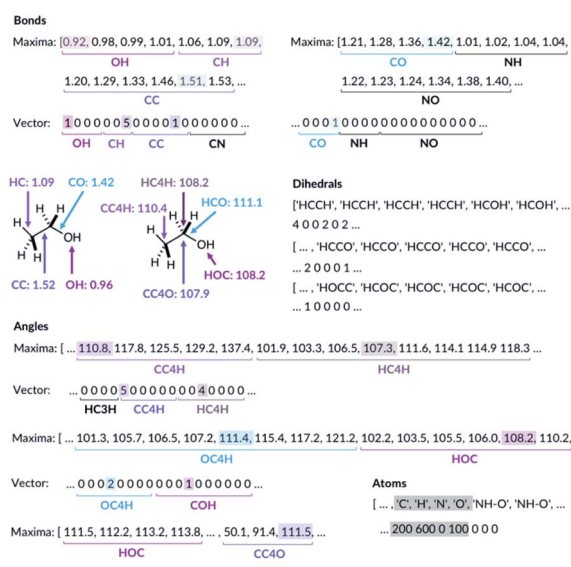 Bonds
Maxima: [0.92, 0.98, 0.99, 1.01, 1.06, 1.09, 1.09,
OH CH
1.20, 1.29, 1.33, 1.46, 1.51, 1.53, ...
CC
Vector: 1 0 0 0 0 0 5 0 0 0 0 1 0 0 0 0 0 0 0 ...
OH CH CC CN
Maxima: [1.21, 1.28, 1.36, 1.42, 1.01, 1.02, 1.04, 1.04,
CO NH
1.22, 1.23, 1.24, 1.34, 1.38, 1.40, ...
NO
... 0 0 0 1 0 0 0 0 0 0 0 0 0 0 0 0 0 0 ...
CO NH NO
HC: 1.09 CO: 1.42
H H
H
OH
H H
CC: 1.52 OH: 0.96
HC4H: 108.2
CC4H: 110.4 HCO: 111.1
H H
H
OH
H H
HOC: 108.2
CC4O: 107.9
Dihedrals
['HCCH', 'HCCH', 'HCCH', 'HCCH', 'HCOH', 'HCOH', ...
4 0 0 2 0 2 ...
[ ... , 'HCCO', 'HCCO', 'HCCO', 'HCCO', 'HCCO', ...
... 2 0 0 0 1 ...
[ ... , 'HOCC', 'HCOC', 'HCOC', 'HCOC', 'HCOC', ...
... 1 0 0 0 0 ...
Angles
Maxima: [ ... 110.8, 117.8, 125.5, 129.2, 137.4, 101.9, 103.3, 106.5, 107.3, 111.6, 114.1 114.9 118.3 ...
CC4H HC4H
Vector: ... 0 0 0 0 5 0 0 0 0 0 0 0 4 0 0 0 0 ...
HC3H CC4H HC4H
Maxima: [ ... 101.3, 105.7, 106.5, 107.2, 111.4, 115.4, 117.2, 121.2, 102.2, 103.5, 105.5, 106.0, 108.2, 110.2,
OC4H HOC
Vector: ... 0 0 0 2 0 0 0 0 0 0 0 1 0 0 0 0 0 0 ...
OC4H COH
Maxima: [ 111.5, 112.2, 113.2, 113.8, ... , 50.1, 91.4, 111.5, ...
HOC CC4O
Atoms
[ ... , 'C', 'H', 'N', 'O', 'NH-O', 'NH-O', ...
... 200 600 0 100 0 0 0